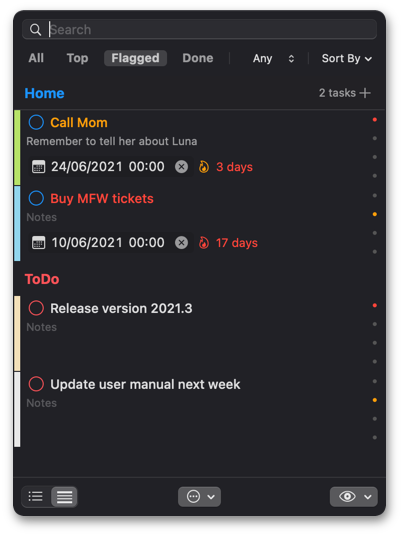 Search
All Top Flagged Done Any Sort By
Home 2 tasks
Call Mom
Remember to tell her about Luna
24/06/2021 00:00 3 days
Buy MFW tickets
Notes
10/06/2021 00:00 17 days
ToDo
Release version 2021.3
Notes
Update user manual next week
Notes